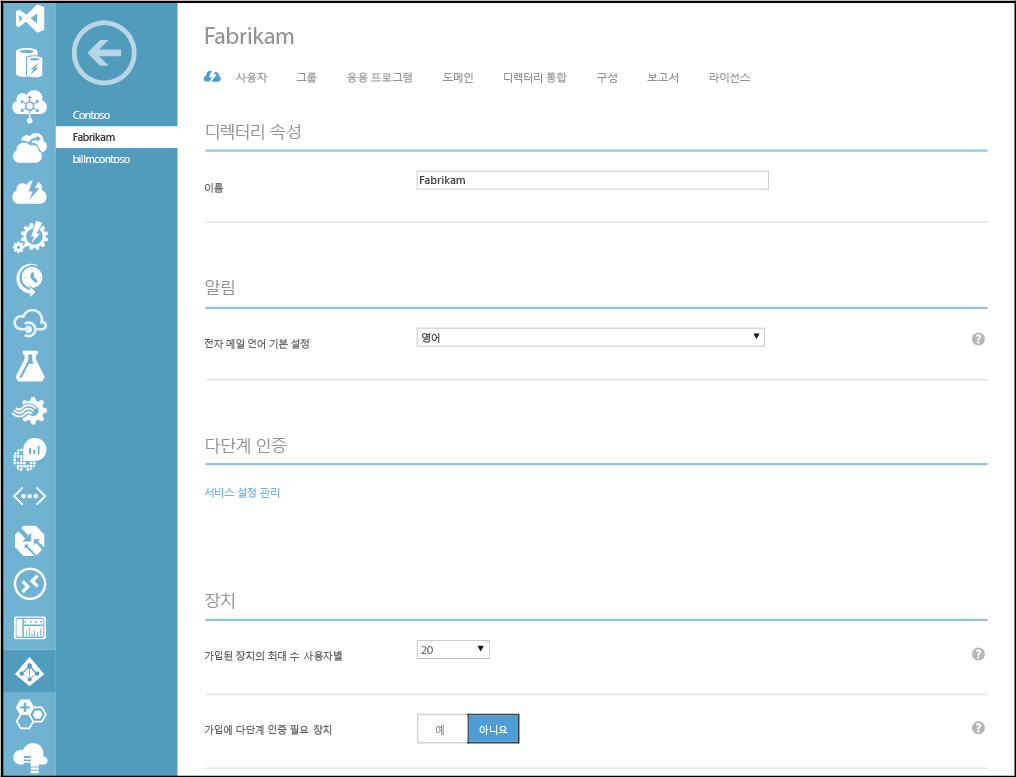 Fabrikam
사용자 그룹 응용 프로그램 도메인 디렉터리 통합 구성 보고서 라이선스
Contoso
Fabrikam
billmcontoso
디렉터리 속성
이름 Fabrikam
알림
전자 메일 언어 기본 설정 영어 ?
다단계 인증
서비스 설정 관리
장치
가입된 장치의 최대 수 사용자별 20 ?
가입에 다단계 인증 필요 장치 예 아니요 ?